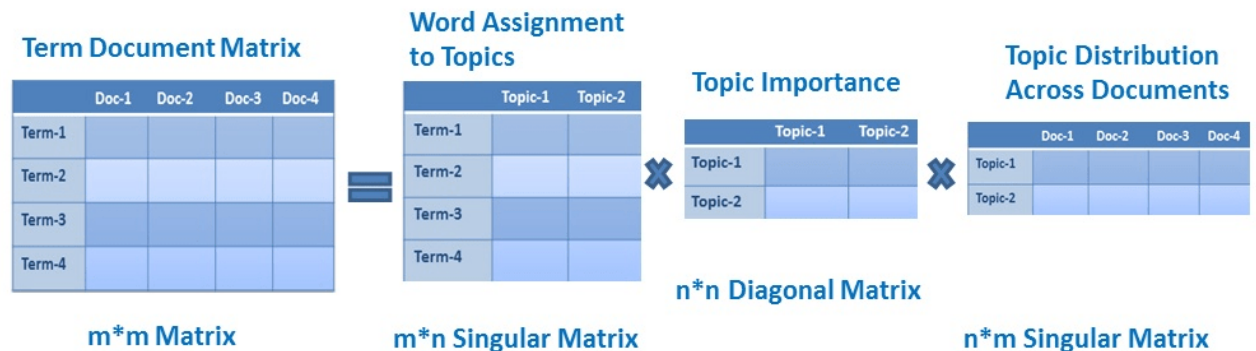 Term Document Matrix
Doc-1 Doc-2 Doc-3 Doc-4
Term-1
Term-2
Term-3
Term-4
m*m Matrix
Word Assignment
to Topics
Topic-1 Topic-2
Term-1
Term-2
Term-3
Term-4
m*n Singular Matrix
Topic Importance
Topic-1 Topic-2
Topic-1
Topic-2
n*n Diagonal Matrix
Topic Distribution
Across Documents
Doc-1 Doc-2 Doc-3 Doc-4
Topic-1
Topic-2
n*m Singular Matrix